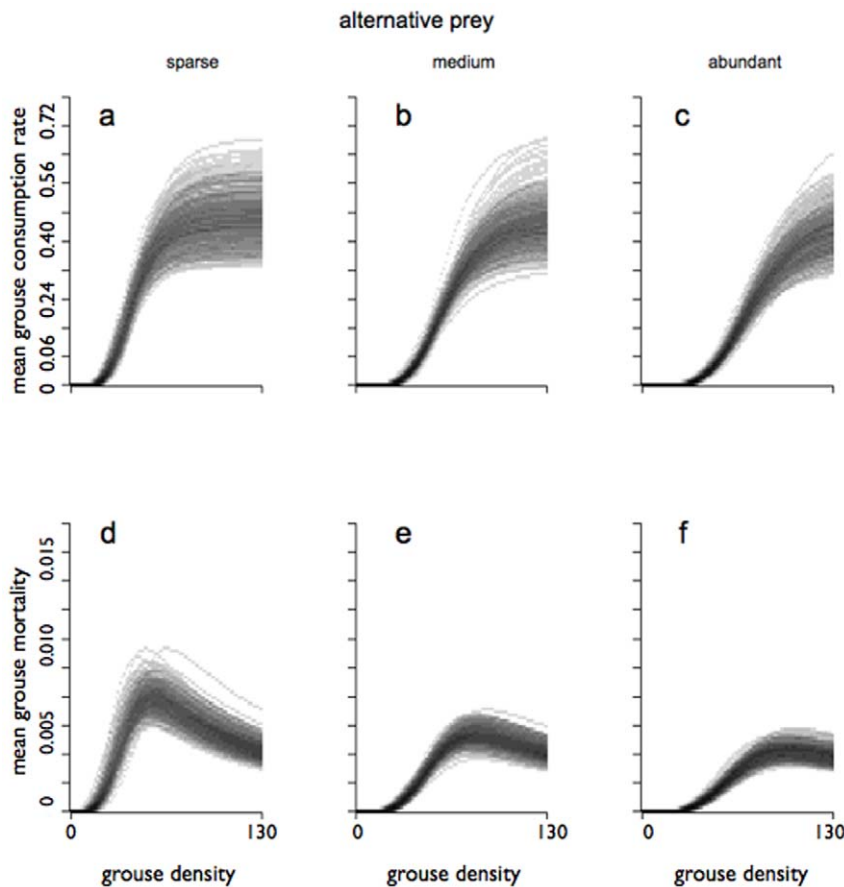 alternative prey
sparse medium abundant
a b c
mean grouse consumption rate
0.72
0.56
0.40
0.24
0.06
0
d e f
mean grouse mortality
0.015
0.010
0.005
0
0 130 0 130 0 130
grouse density grouse density grouse density